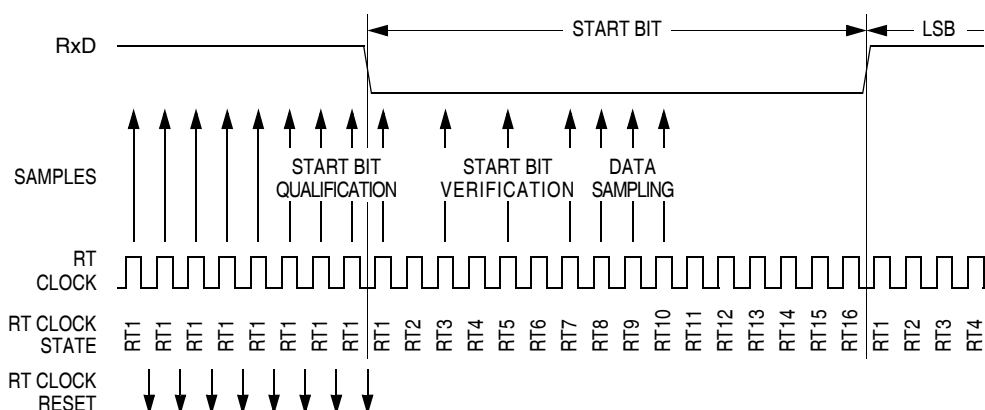 START BIT LSB
RxD
SAMPLES
START BIT QUALIFICATION
START BIT VERIFICATION
DATA SAMPLING
RT CLOCK
RT CLOCK STATE
RT1 RT1 RT1 RT1 RT1 RT1 RT1 RT1 RT1 RT2 RT3 RT4 RT5 RT6 RT7 RT8 RT9 RT10 RT11 RT12 RT13 RT14 RT15 RT16 RT1 RT2 RT3 RT4
RT CLOCK RESET